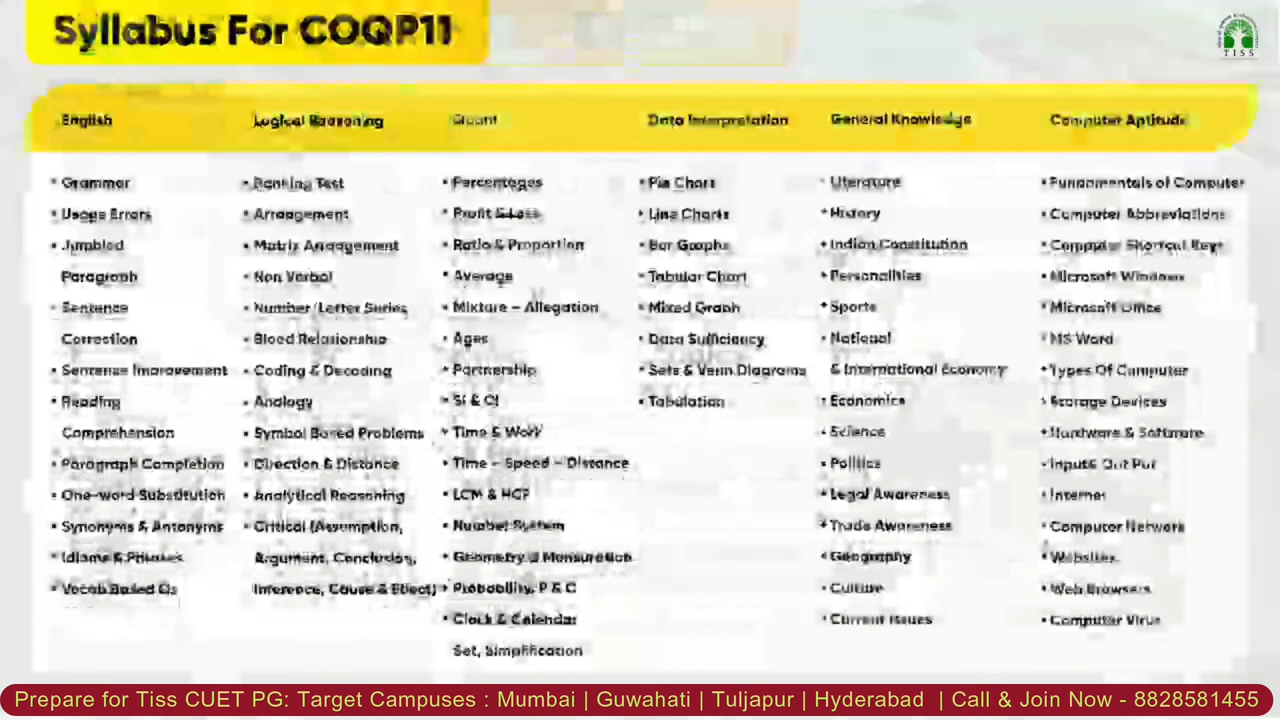 Syllabus For COQP11
TISS
English
Grammar
Usage Errors
Jumbled
Paragraph
Sentence
Correction
Sentence Improvement
Reading
Comprehension
Paragraph Completion
One-word Substitution
Synonyms & Antonyms
Idioms & Phrases
Vocab Based Qs
Logical Reasoning
Ranking Test
Arrangement
Matrix Arragement
Non Verbal
Number/Letter Series
Blood Relationship
Coding & Decoding
Analogy
Symbol Based Problems
Direction & Distance
Analytical Reasoning
Critical (Assumption,
Argument, Conclusion,
Inference, Cause & Effect)
Quant
Percentages
Profit & Loss
Ratio & Proportion
Average
Mixture – Allegation
Ages
Partnership
SI & CI
Time & Work
Time – Speed – Distance
LCM & HCF
Number System
Geometry & Mensuration
Probability, P & C
Clock & Calendar
Set, Simplification
Data Interpretation
Pie Chart
Line Charts
Bar Graphs
Tabular Chart
Mixed Graph
Data Sufficiency
Sets & Venn Diagrams
Tabulation
General Knowledge
Literature
History
Indian Constitution
Personalities
Sports
National
& International Economy
Economics
Science
Politics
Legal Awareness
Trade Awareness
Geography
Culture
Current Issues
Computer Aptitude
Fundamentals of Computer
Computer Abbreviations
Computer Shortcut Keys
Microsoft Windows
Microsoft Office
MS Word
Types Of Computer
Storage Devices
Hardware & Software
Input & Out Put
Internet
Computer Network
Websites
Web Browsers
Computer Virus
Prepare for Tiss CUET PG: Target Campuses : Mumbai | Guwahati | Tuljapur | Hyderabad | Call & Join Now - 8828581455